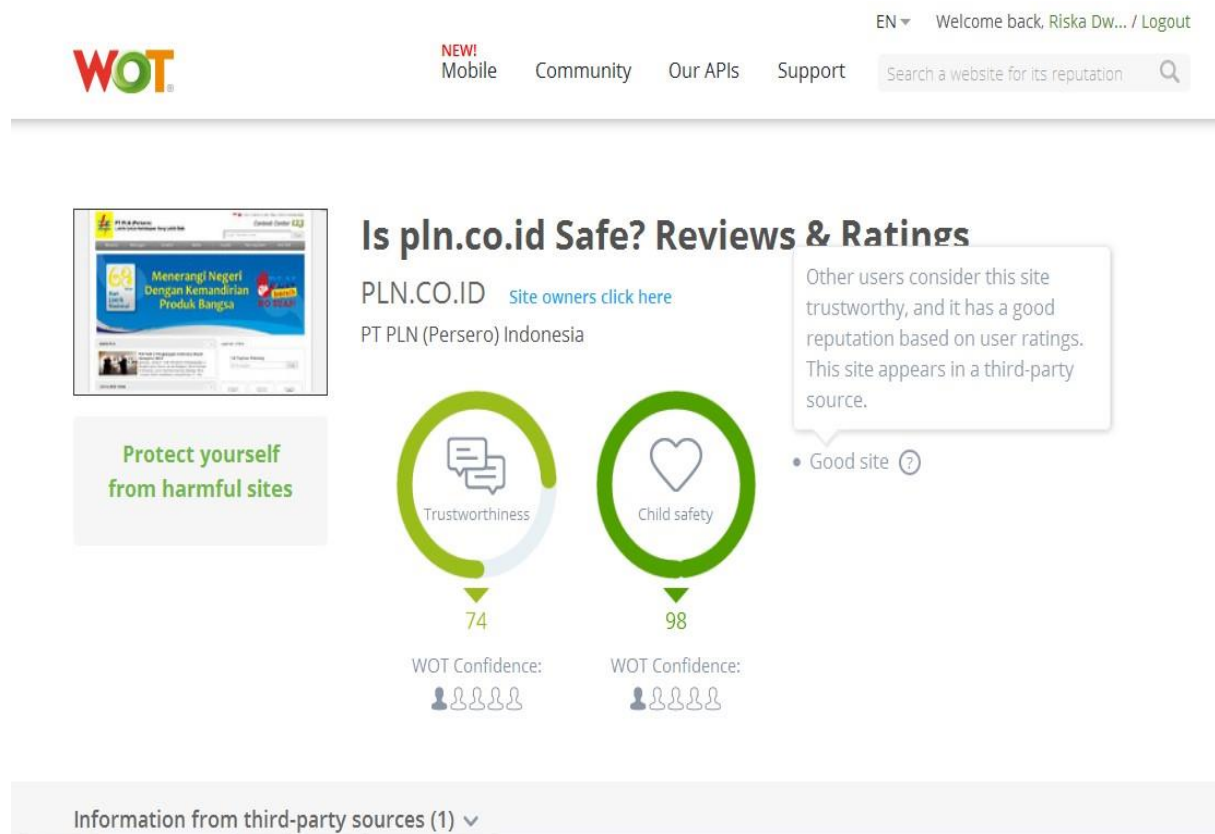 EN Welcome back, Riska Dw... / Logout
WOT
NEW!
Mobile Community Our APIs Support Search a website for its reputation
Is pln.co.id Safe? Reviews & Ratings
PLN.CO.ID Site owners click here
PT PLN (Persero) Indonesia
Other users consider this site
trustworthy, and it has a good
reputation based on user ratings.
This site appears in a third-party
source.
Good site ?
PT PLN (Persero)
Menerangi Negeri
Dengan Kemandirian
Produk Bangsa
Protect yourself
from harmful sites
Trustworthiness Child safety
74 98
WOT Confidence: WOT Confidence:
Information from third-party sources (1)